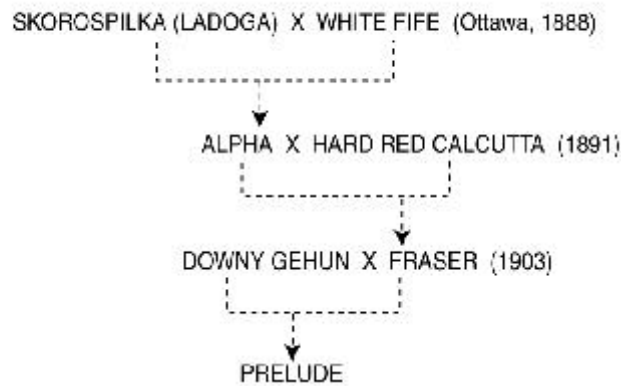 SKOROSPILKA (LADOGA) X WHITE FIFE (Ottawa, 1888)
ALPHA X HARD RED CALCUTTA (1891)
DOWNY GEHUN X FRASER (1903)
PRELUDE